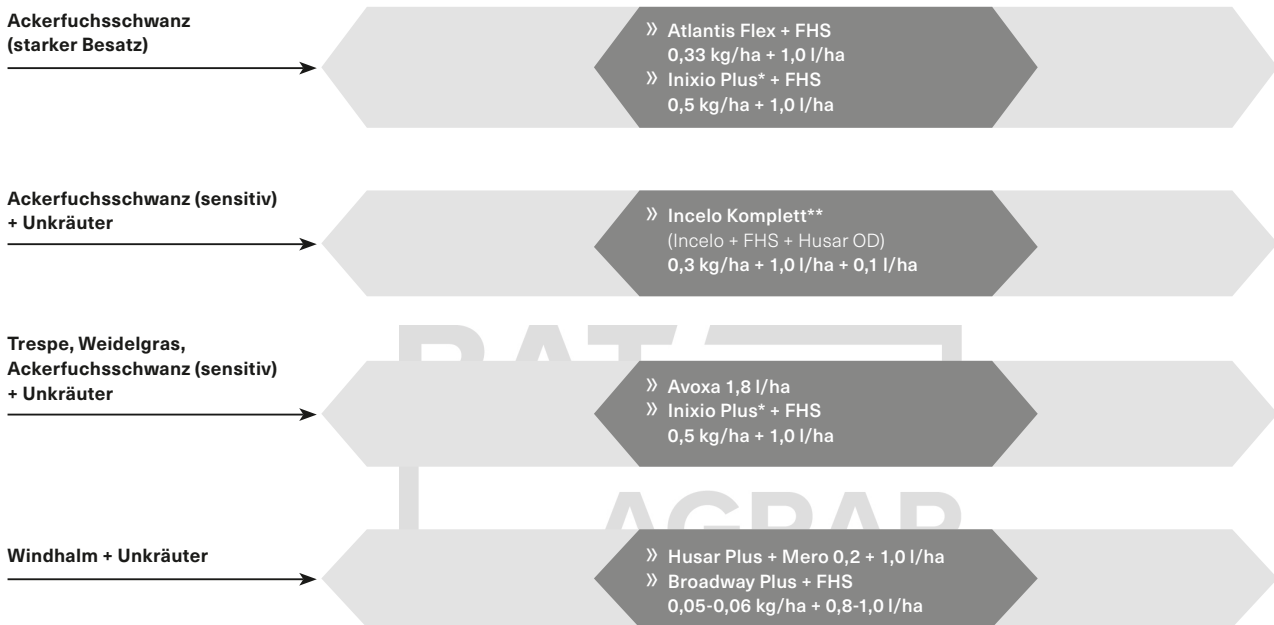 Ackerfuchsschwanz
(starker Besatz)
» Atlantis Flex + FHS
0,33 kg/ha + 1,0 l/ha
» Inixio Plus* + FHS
0,5 kg/ha + 1,0 l/ha
Ackerfuchsschwanz (sensitiv)
+ Unkräuter
» Incelo Komplett**
(Incelo + FHS + Husar OD)
0,3 kg/ha + 1,0 l/ha + 0,1 l/ha
BAT
Trespe, Weidelgras,
Ackerfuchsschwanz (sensitiv)
+ Unkräuter
» Avoxa 1,8 l/ha
» Inixio Plus* + FHS
0,5 kg/ha + 1,0 l/ha
AGRAR
Windhalm + Unkräuter
» Husar Plus + Mero 0,2 + 1,0 l/ha
» Broadway Plus + FHS
0,05-0,06 kg/ha + 0,8-1,0 l/ha